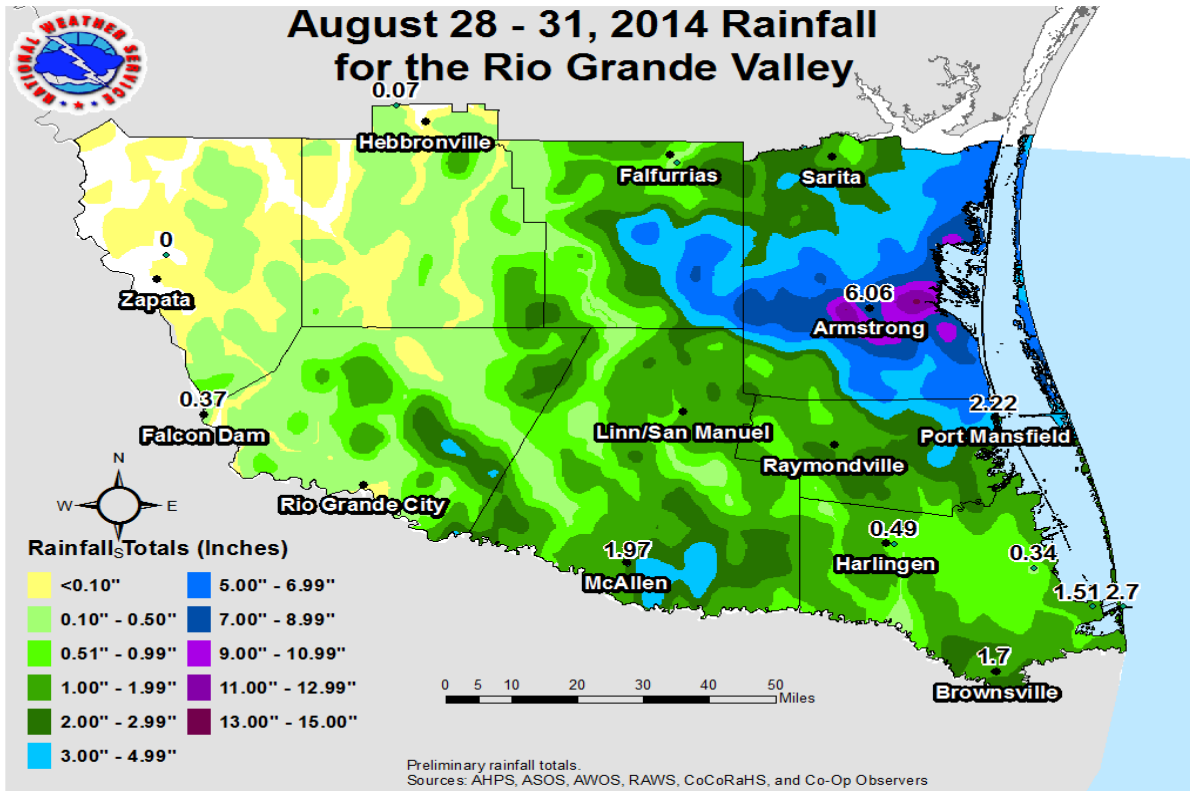 August 28 - 31, 2014 Rainfall
for the Rio Grande Valley
NATIONAL WEATHER SERVICE
0.07
Hebbronville
Falfurrias
Sarita
0
Zapata
6.06
Armstrong
0.37
Falcon Dam
2.22
Port Mansfield
Linn/San Manuel
Raymondville
Rio Grande City
0.49
Harlingen
0.34
1.97
McAllen
1.51 2.7
1.7
Brownsville
N
W E
S
Rainfall Totals (Inches)
<0.10"
0.10" - 0.50"
0.51" - 0.99"
1.00" - 1.99"
2.00" - 2.99"
3.00" - 4.99"
5.00" - 6.99"
7.00" - 8.99"
9.00" - 10.99"
11.00" - 12.99"
13.00" - 15.00"
0 5 10 20 30 40 50
Miles
Preliminary rainfall totals.
Sources: AHPS, ASOS, AWOS, RAWS, CoCoRaHS, and Co-Op Observers